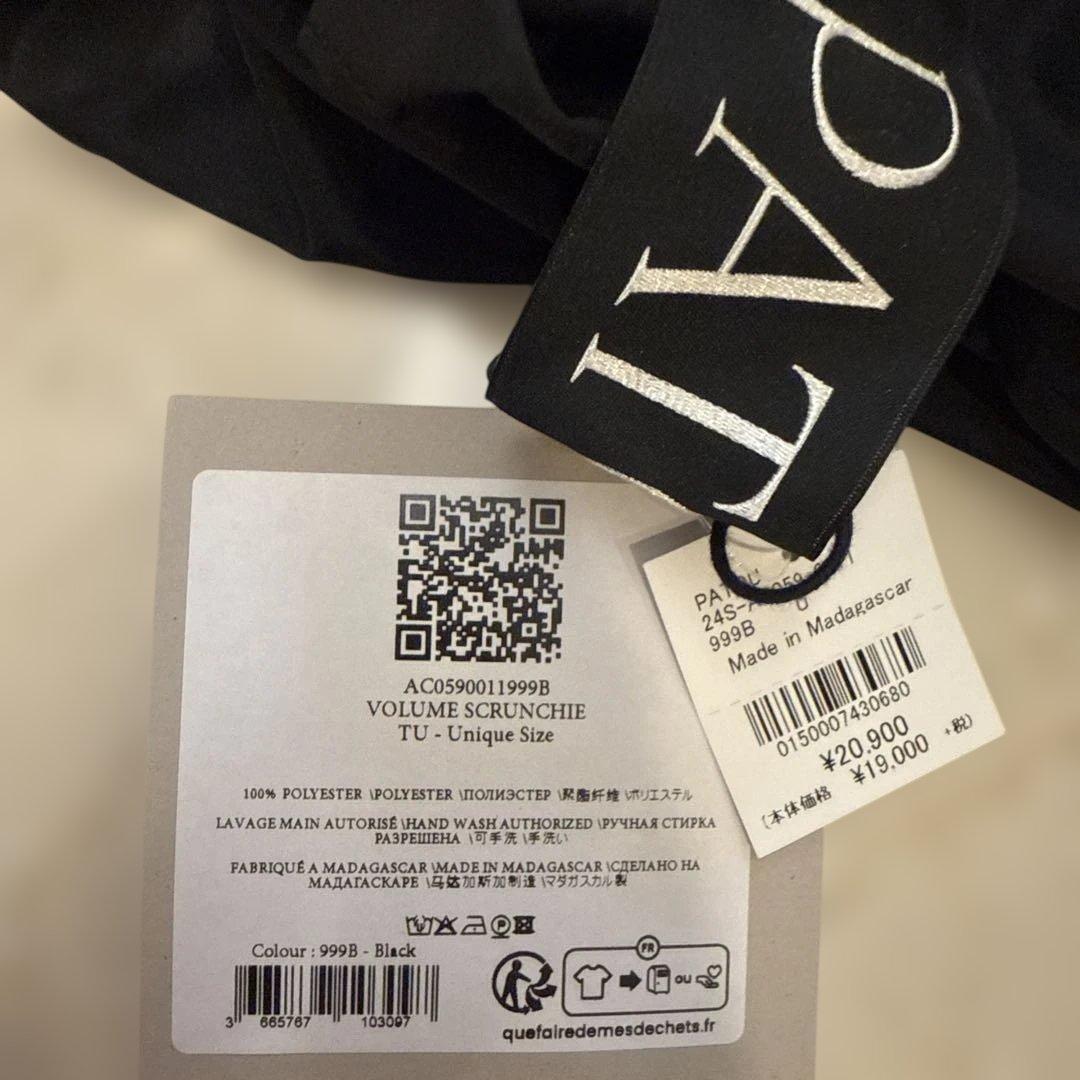 PAT
AC0590011999B
VOLUME SCRUNCHIE
TU - Unique Size
100% POLYESTER \POLYESTER \ПОЛИЭСТЕР \聚酯纤维 \ポリエステル
LAVAGE MAIN AUTORISÉ \HAND WASH AUTHORIZED \РУЧНАЯ СТИРКА
РАЗРЕШЕНА \可手洗 \手洗い
FABRIQUÉ A MADAGASCAR \MADE IN MADAGASCAR \СДЕЛАНО НА
МАДАГАСКАРЕ \马达加斯加制造 \マダガスカル製
Colour : 999B - Black
3 665767 103097
FR
ou
quefairedemesdechets.fr
999B
Made in Madagascar
0150007430680
¥20,900
(本体価格 ¥19,000 +税)